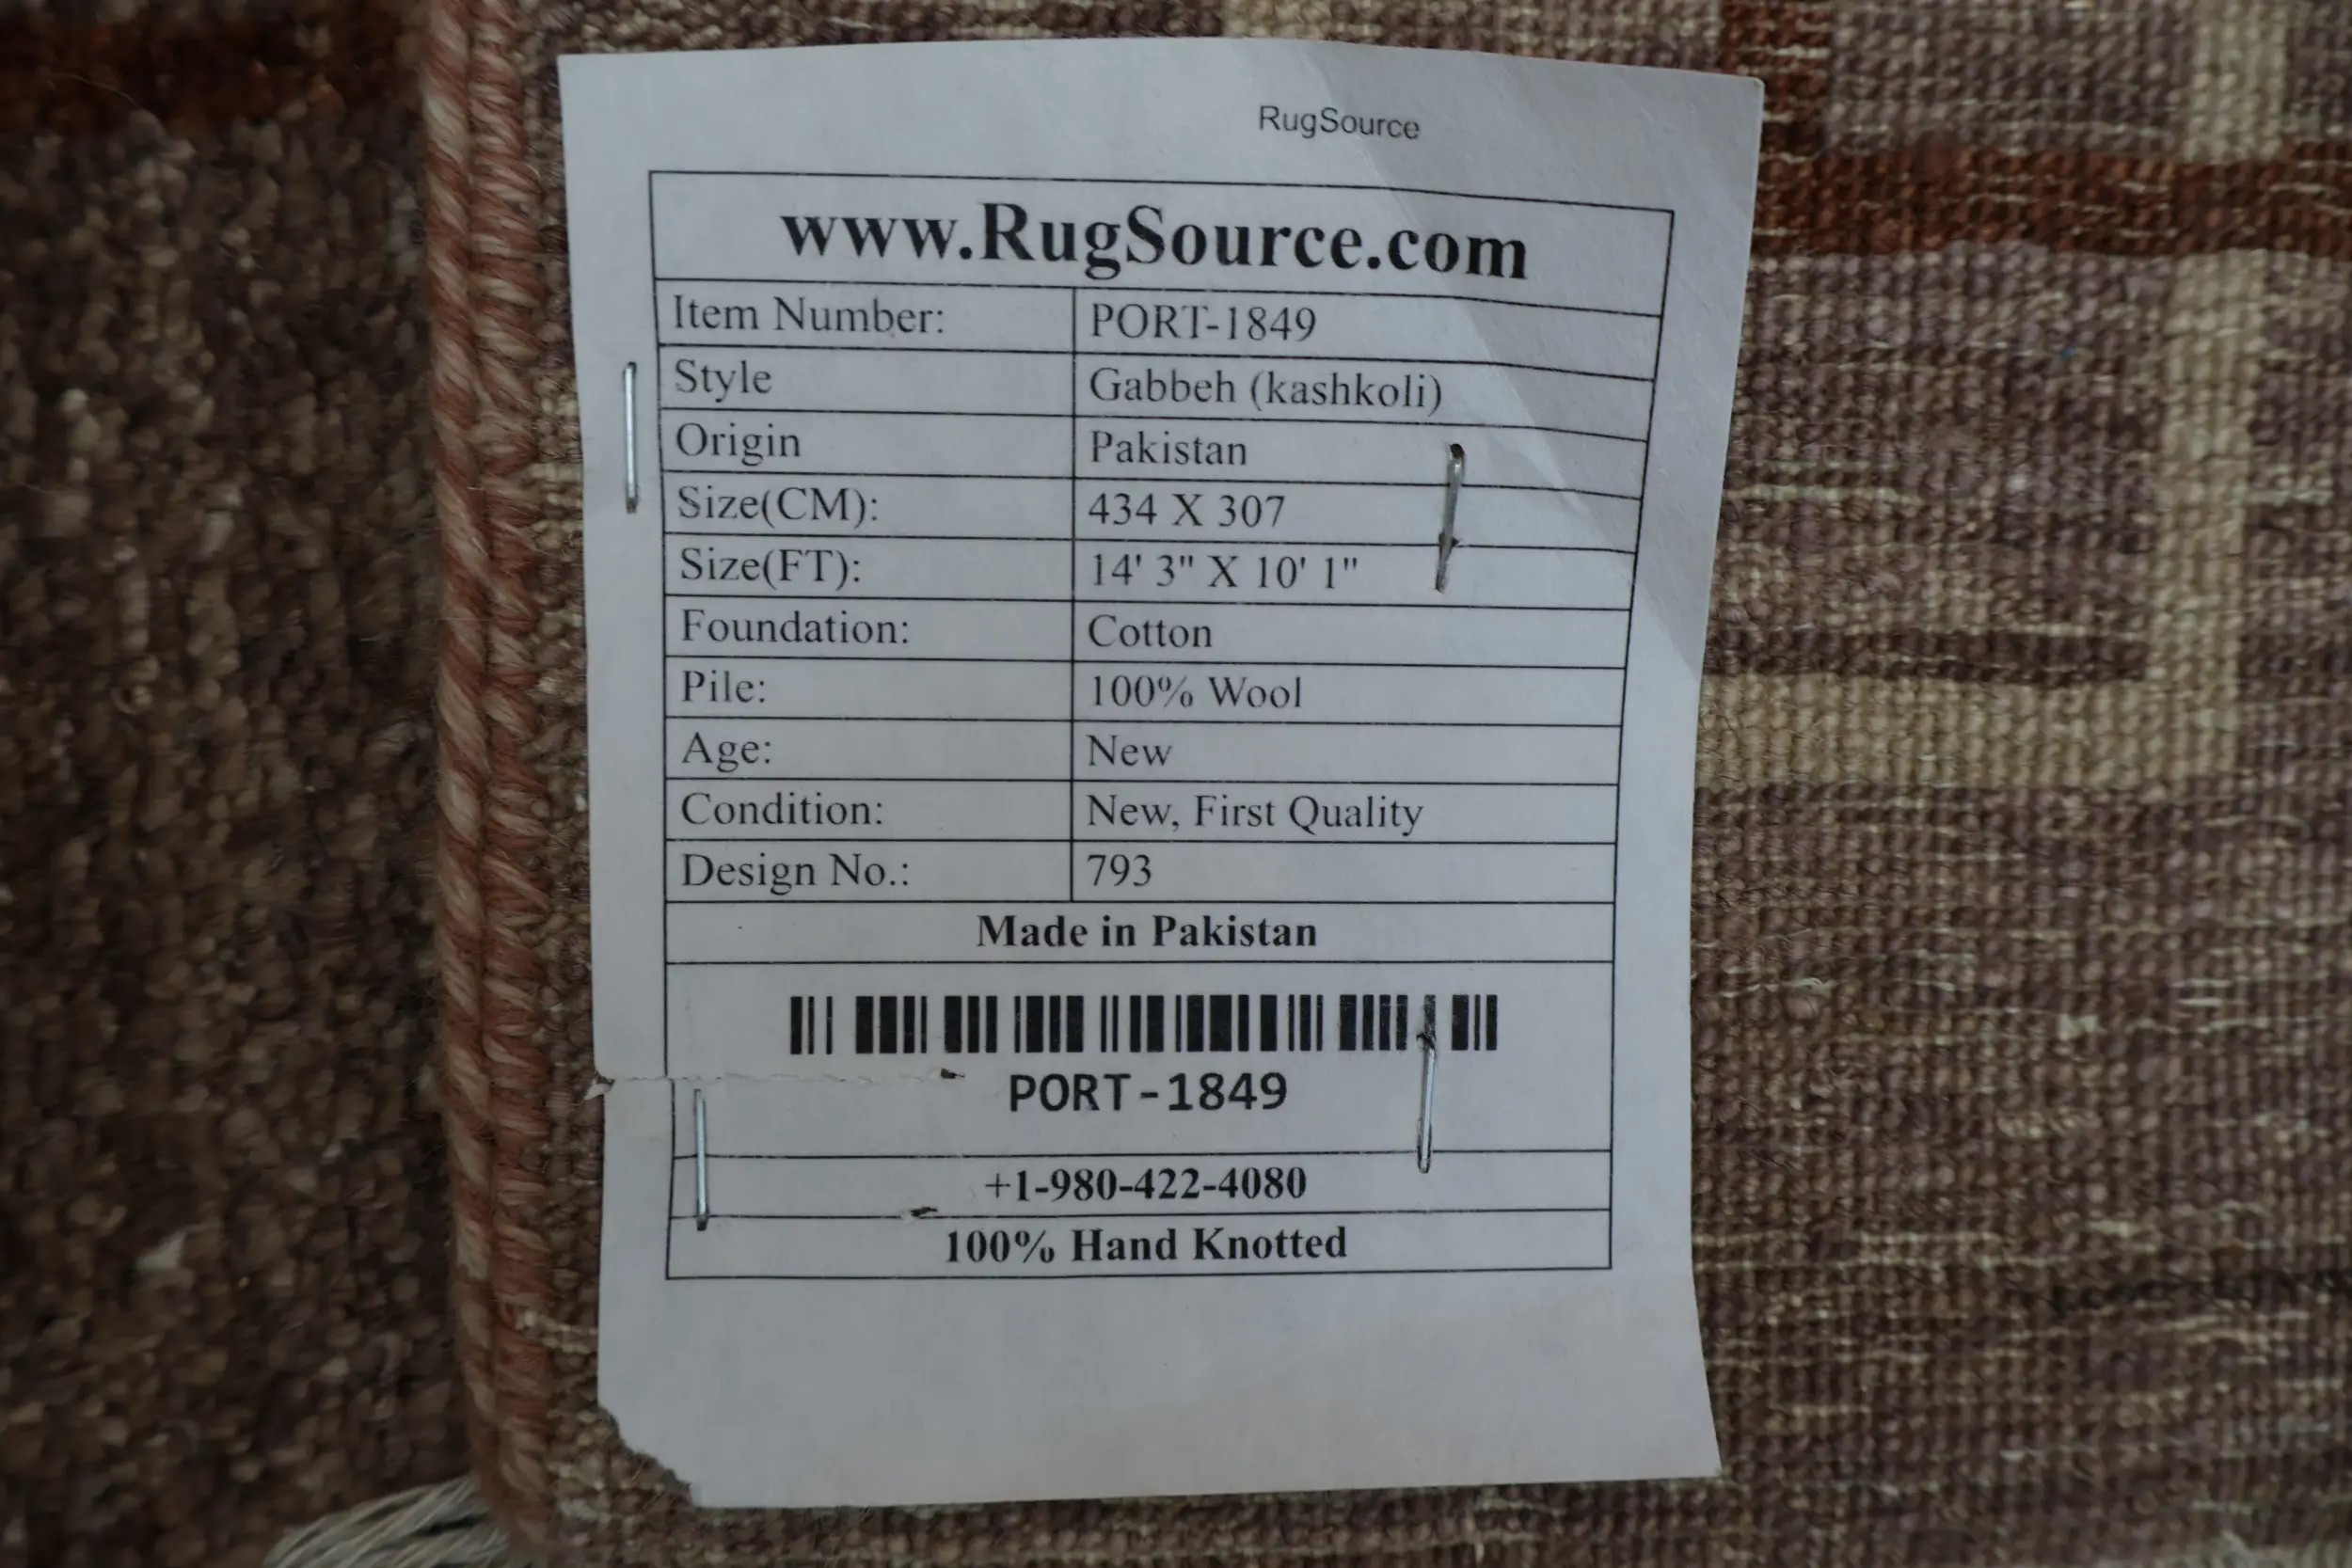 RugSource
www.RugSource.com
Item Number: PORT-1849
Style Gabbeh (kashkoli)
Origin Pakistan
Size(CM): 434 X 307
Size(FT): 14' 3" X 10' 1"
Foundation: Cotton
Pile: 100% Wool
Age: New
Condition: New, First Quality
Design No.: 793
Made in Pakistan
PORT-1849
+1-980-422-4080
100% Hand Knotted